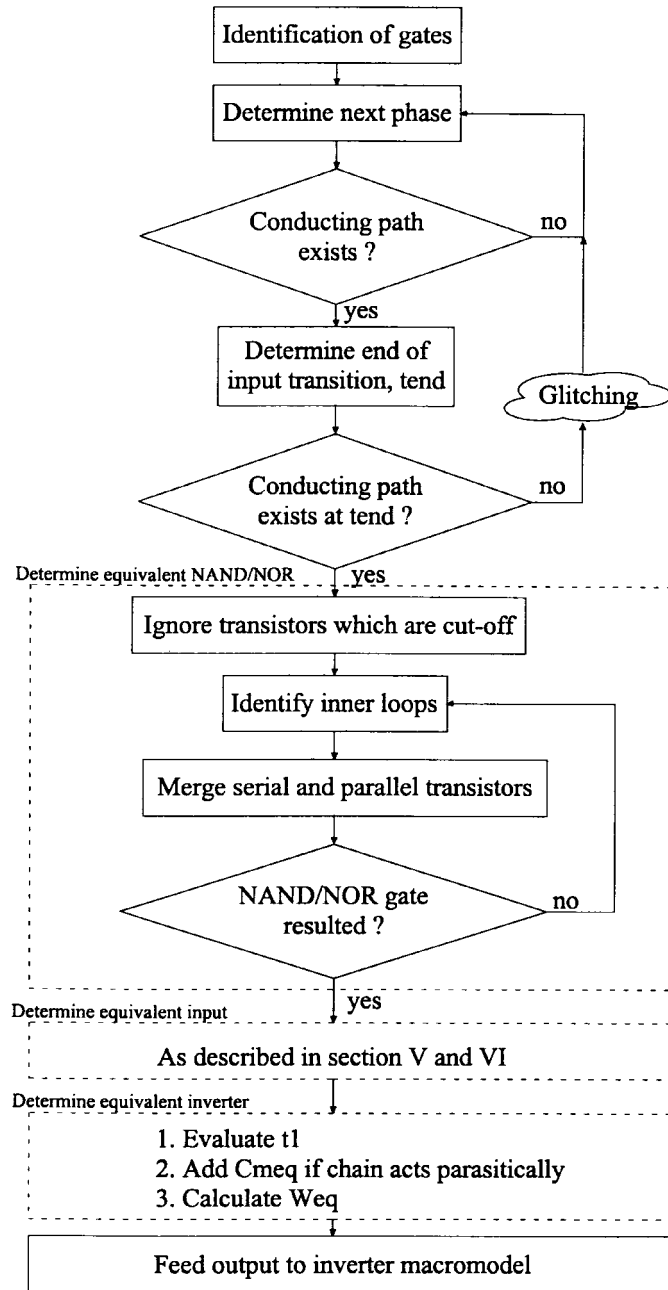 Identification of gates
Determine next phase
Conducting path
exists ?
no
yes
Determine end of
input transition, tend
Glitching
Conducting path
exists at tend ?
no
yes
Determine equivalent NAND/NOR
Ignore transistors which are cut-off
Identify inner loops
Merge serial and parallel transistors
NAND/NOR gate
resulted ?
no
yes
Determine equivalent input
As described in section V and VI
Determine equivalent inverter
1. Evaluate t1
2. Add Cmeq if chain acts parasitically
3. Calculate Weq
Feed output to inverter macromodel